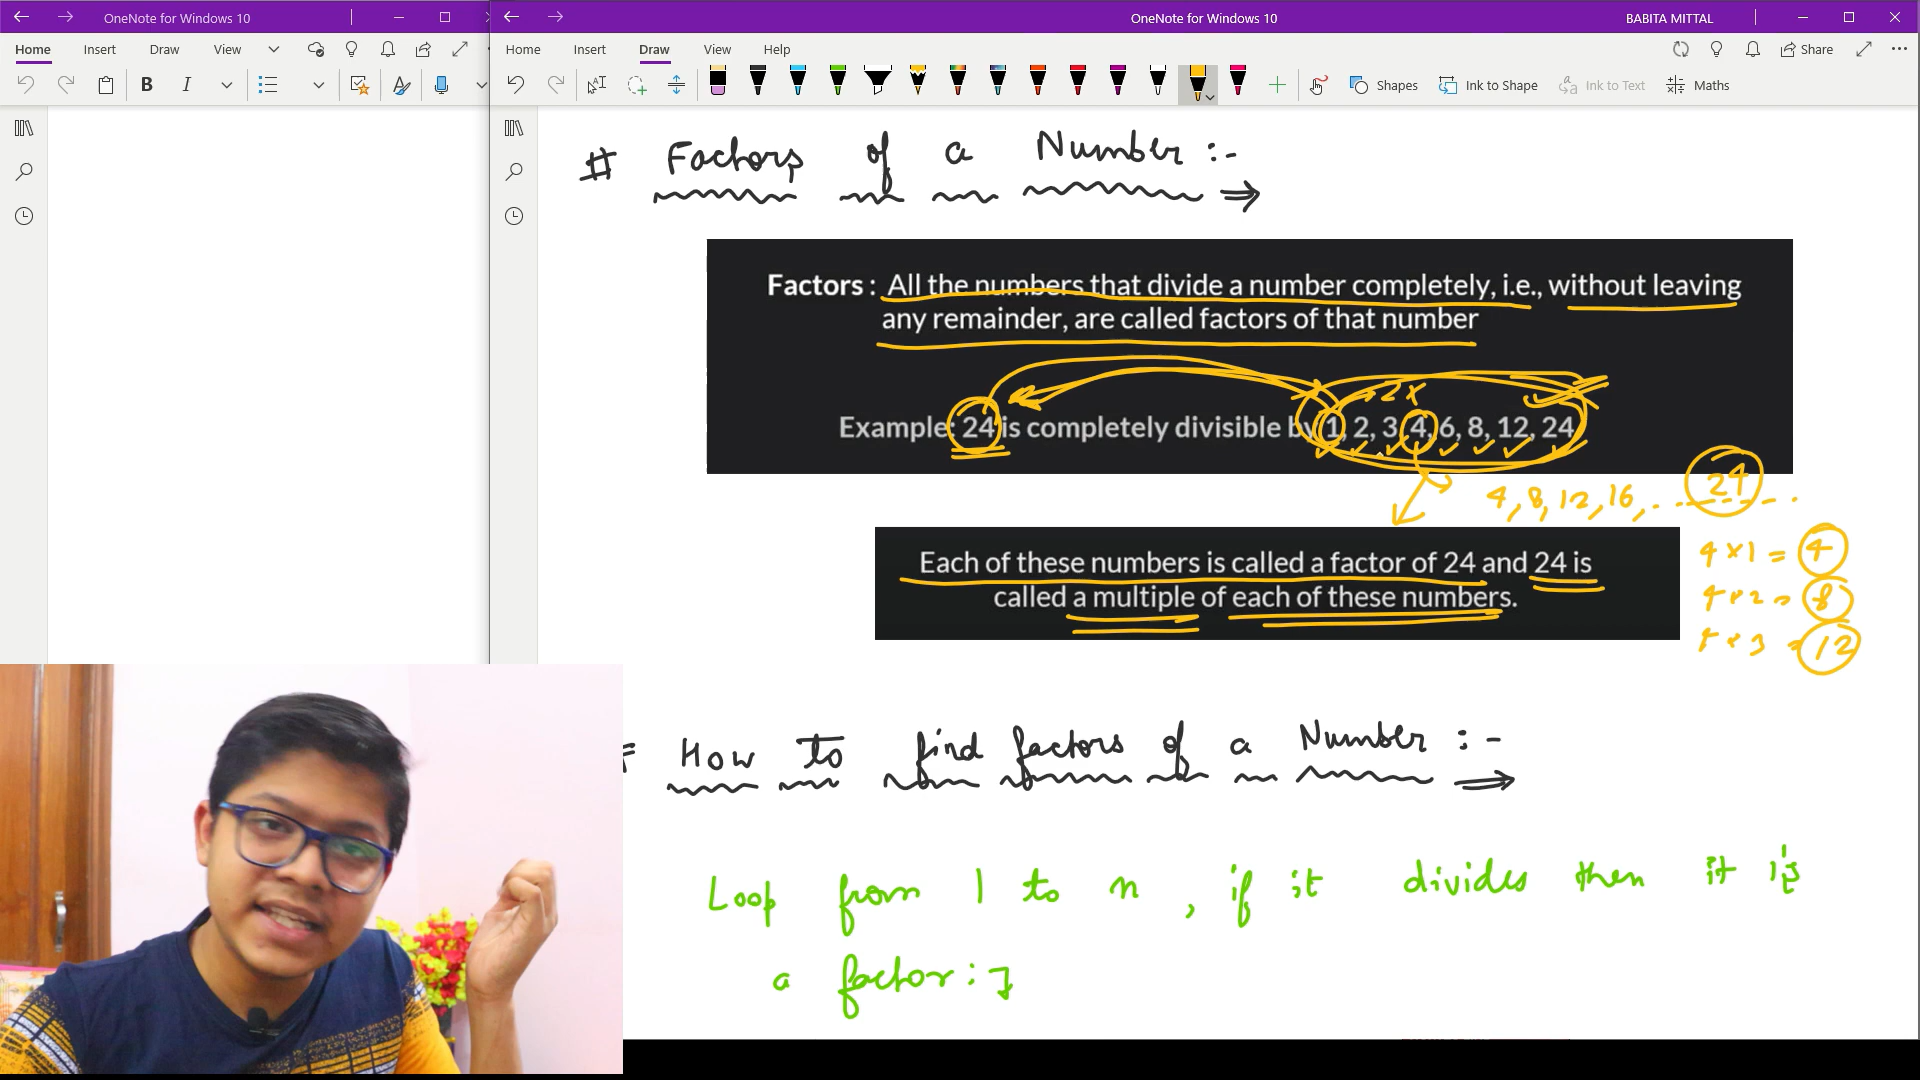 OneNote for Windows 10
OneNote for Windows 10
BABITA MITTAL
Home Insert Draw View
Home Insert Draw View Help
Share
B I
Shapes Ink to Shape Ink to Text Maths
# Factors of a Number :- ⇒
Factors : All the numbers that divide a number completely, i.e., without leaving
any remainder, are called factors of that number
2x
Example: 24 is completely divisible by 1, 2, 3, 4, 6, 8, 12, 24
4, 8, 12, 16, . - - - 24 - - .
Each of these numbers is called a factor of 24 and 24 is
called a multiple of each of these numbers.
4 × 1 = 4
4 × 2 = 8
4 × 3 = 12
How to find factors of a Number :- ⇒
Loop from 1 to n , if it divides then it is
a factor :